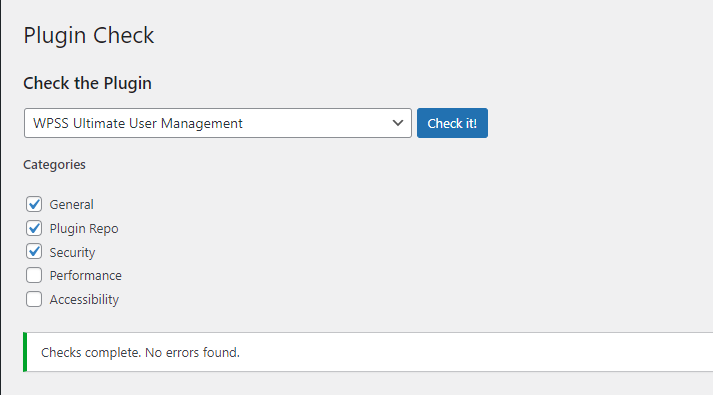 Plugin Check
Check the Plugin
WPSS Ultimate User Management
Check it!
Categories
General
Plugin Repo
Security
Performance
Accessibility
Checks complete. No errors found.